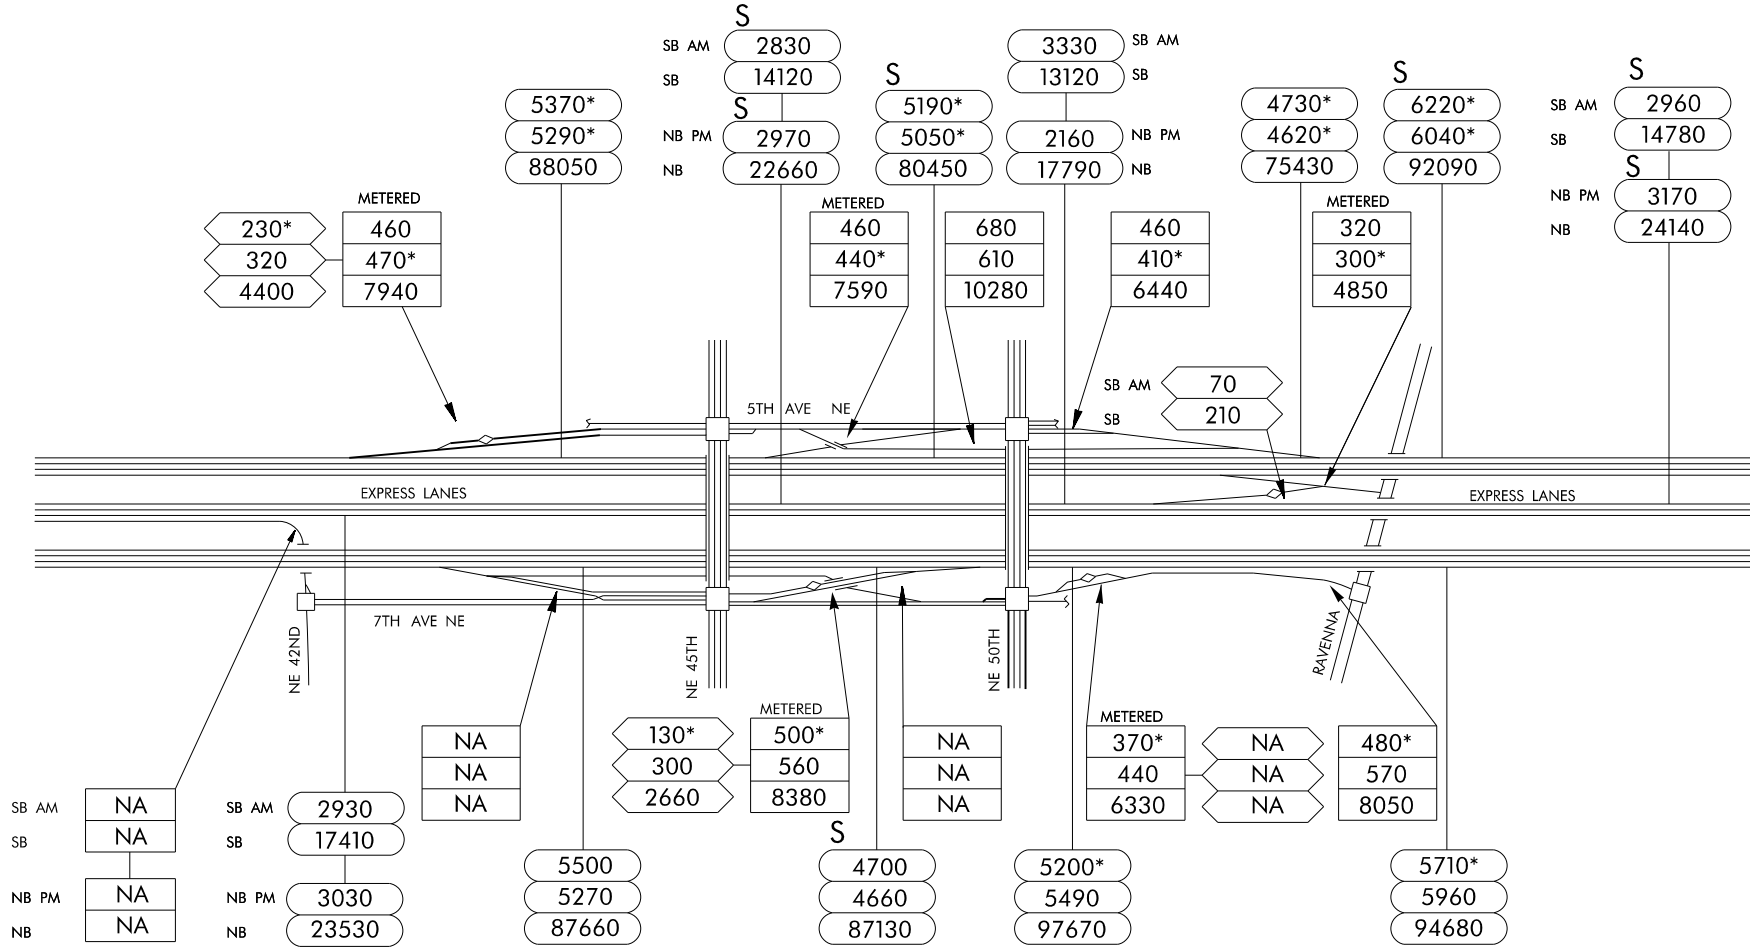 S
SB AM 2830
SB 14120
S
NB PM 2970
NB 22660
3330 SB AM
13120 SB
2160 NB PM
17790 NB
5370*
5290*
88050
S
5190*
5050*
80450
4730*
4620*
75430
S
6220*
6040*
92090
S
SB AM 2960
SB 14780
S
NB PM 3170
NB 24140
METERED
230* 460
320 470*
4400 7940
METERED
460
440*
7590
680
610
10280
460
410*
6440
METERED
320
300*
4850
SB AM 70
SB 210
5TH AVE NE
EXPRESS LANES
EXPRESS LANES
7TH AVE NE
NE 42ND
NE 45TH
NE 50TH
RAVENNA
SB AM NA
SB NA
NB PM NA
NB NA
SB AM 2930
SB 17410
NB PM 3030
NB 23530
NA
NA
NA
5500
5270
87660
METERED
130* 500*
300 560
2660 8380
S
4700
4660
87130
NA
NA
NA
5200*
5490
97670
METERED
370* NA
440 NA
6330 NA
480*
570
8050
5710*
5960
94680